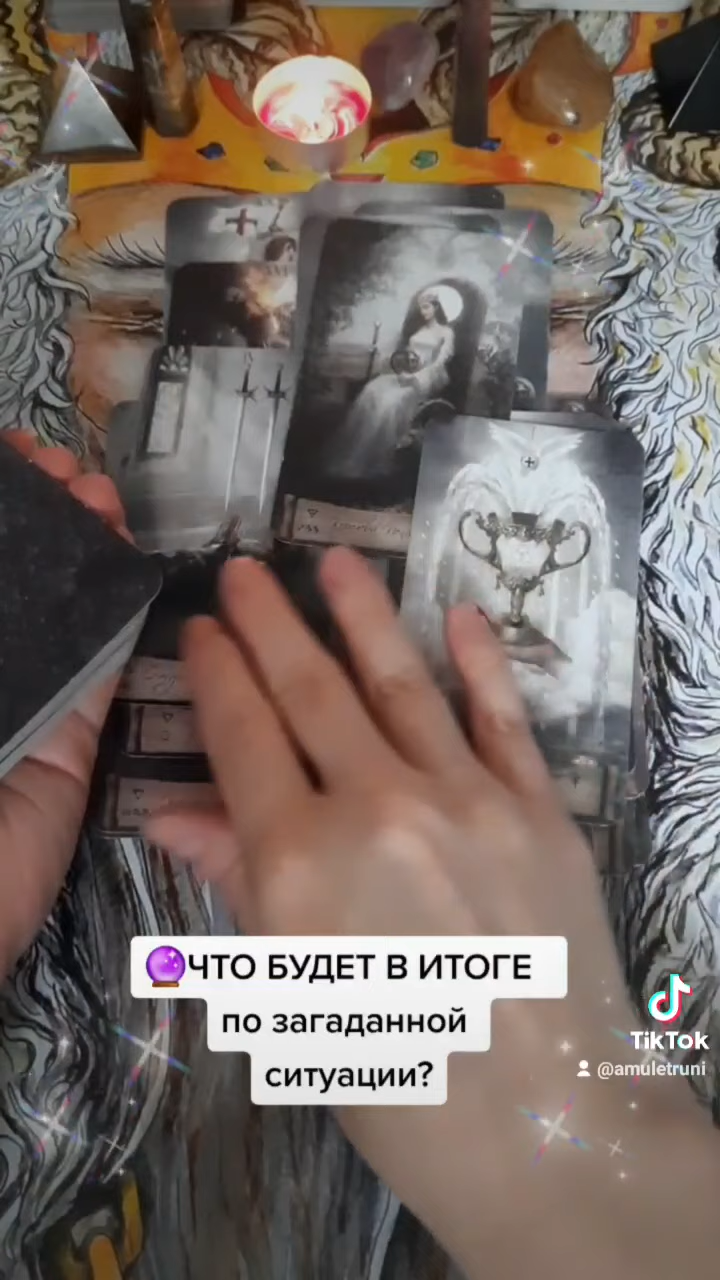 🔮ЧТО БУДЕТ В ИТОГЕ
по загаданной
ситуации?
TikTok
@amuletruni